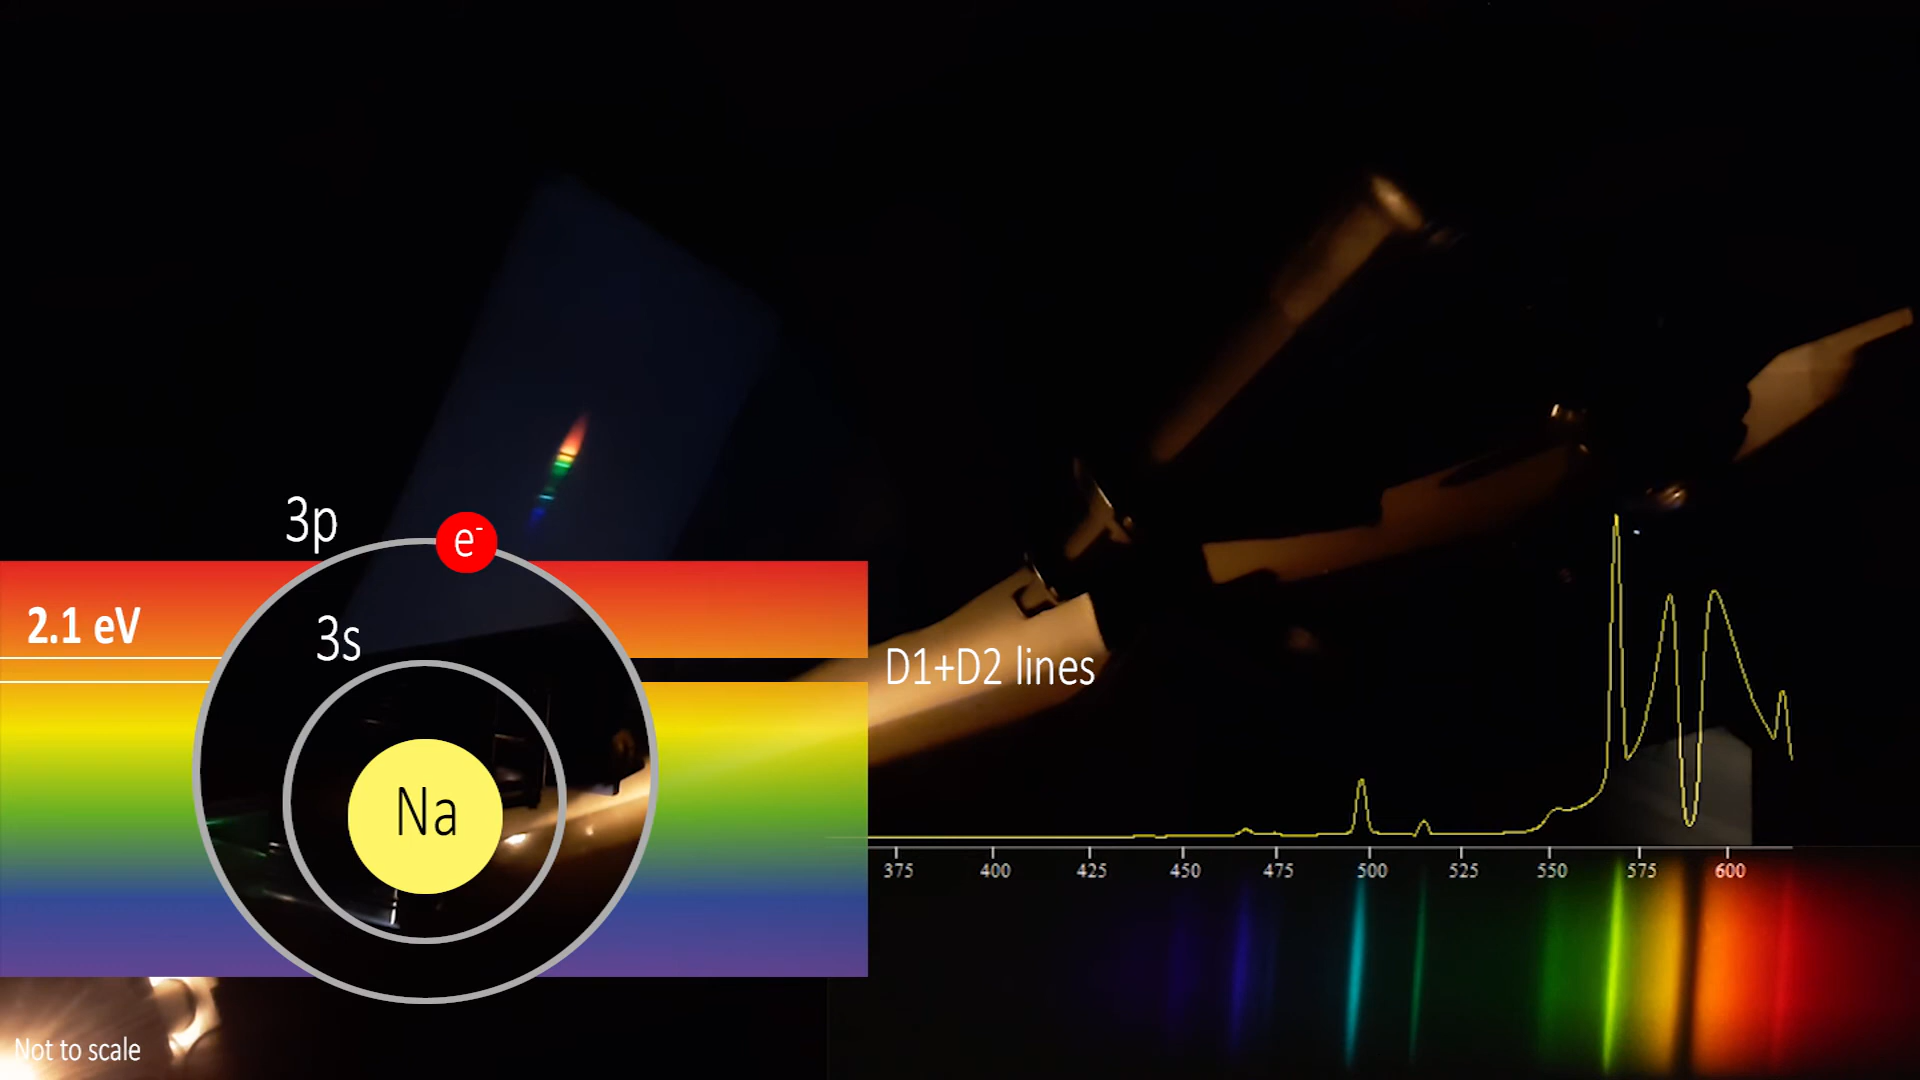 3p
e⁻
2.1 eV
3s
D1+D2 lines
Na
375 400 425 450 475 500 525 550 575 600
Not to scale